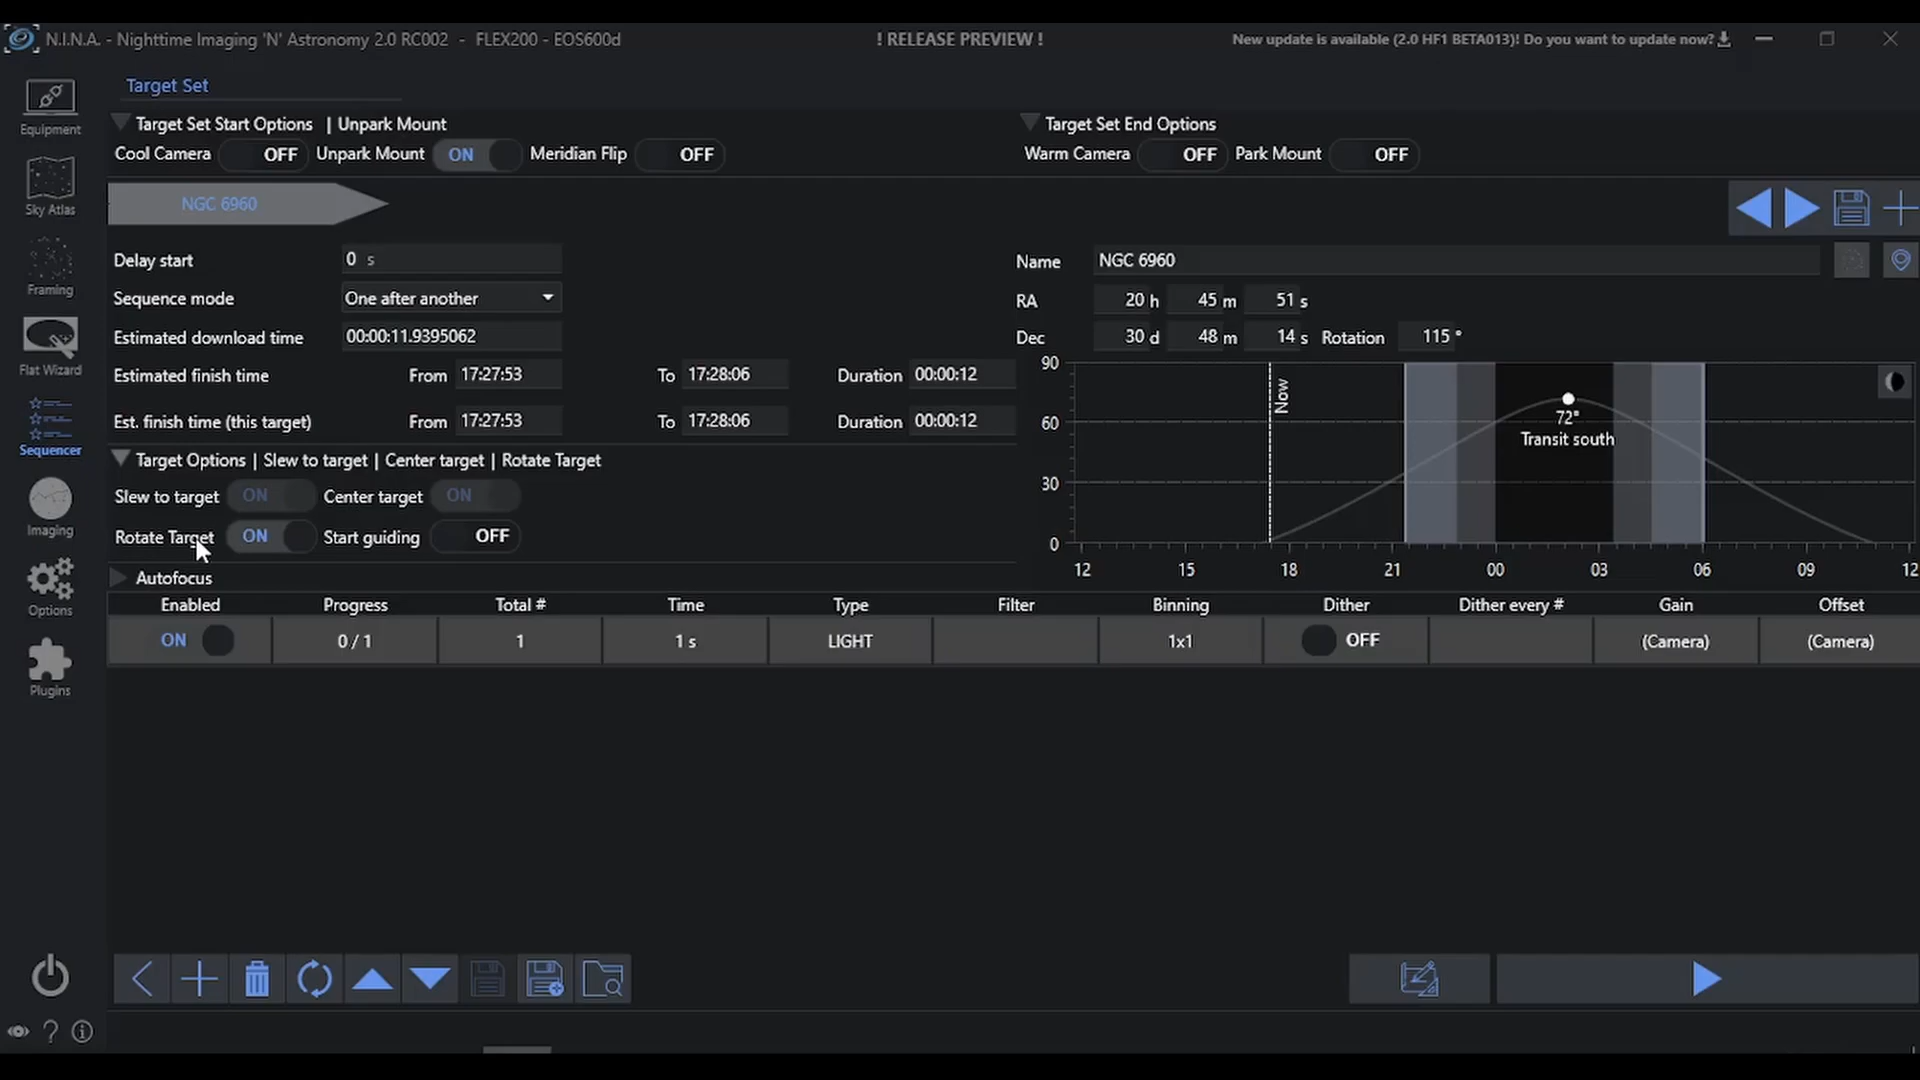 N.I.N.A. - Nighttime Imaging 'N' Astronomy 2.0 RC002 - FLEX200 - EOS600d
! RELEASE PREVIEW !
New update is available (2.0 HF1 BETA013)! Do you want to update now?
Equipment
Sky Atlas
Framing
Flat Wizard
Sequencer
Imaging
Options
Plugins
Target Set
Target Set Start Options | Unpark Mount
Cool Camera OFF Unpark Mount ON Meridian Flip OFF
Target Set End Options
Warm Camera OFF Park Mount OFF
NGC 6960
Delay start 0 s
Sequence mode One after another
Estimated download time 00:00:11.9395062
Estimated finish time From 17:27:53 To 17:28:06 Duration 00:00:12
Est. finish time (this target) From 17:27:53 To 17:28:06 Duration 00:00:12
Name NGC 6960
RA 20 h 45 m 51 s
Dec 30 d 48 m 14 s Rotation 115 °
90
60
30
0
Now
72°
Transit south
12 15 18 21 00 03 06 09 12
Target Options | Slew to target | Center target | Rotate Target
Slew to target ON Center target ON
Rotate Target ON Start guiding OFF
Autofocus
Enabled Progress Total # Time Type Filter Binning Dither Dither every # Gain Offset
ON 0 / 1 1 1 s LIGHT 1x1 OFF (Camera) (Camera)